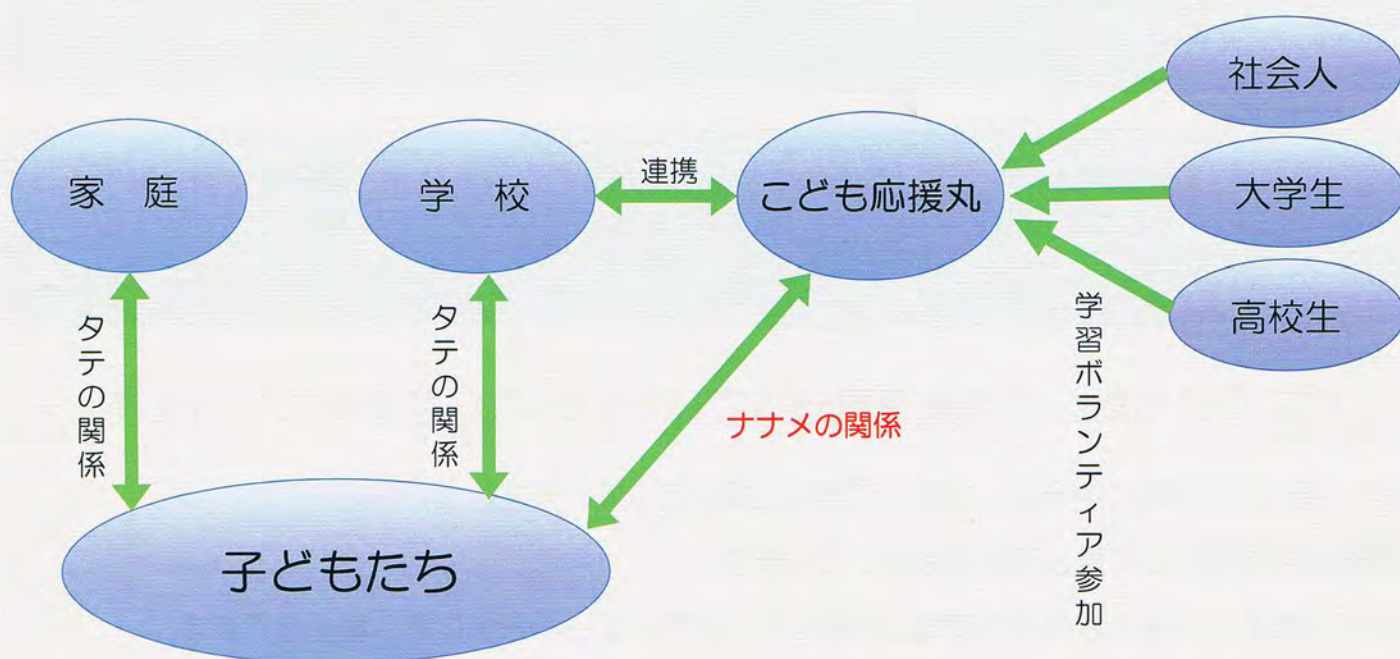 社会人
家　庭
学　校
連携
こども応援丸
大学生
高校生
タテの関係
タテの関係
ナナメの関係
学習ボランティア参加
子どもたち